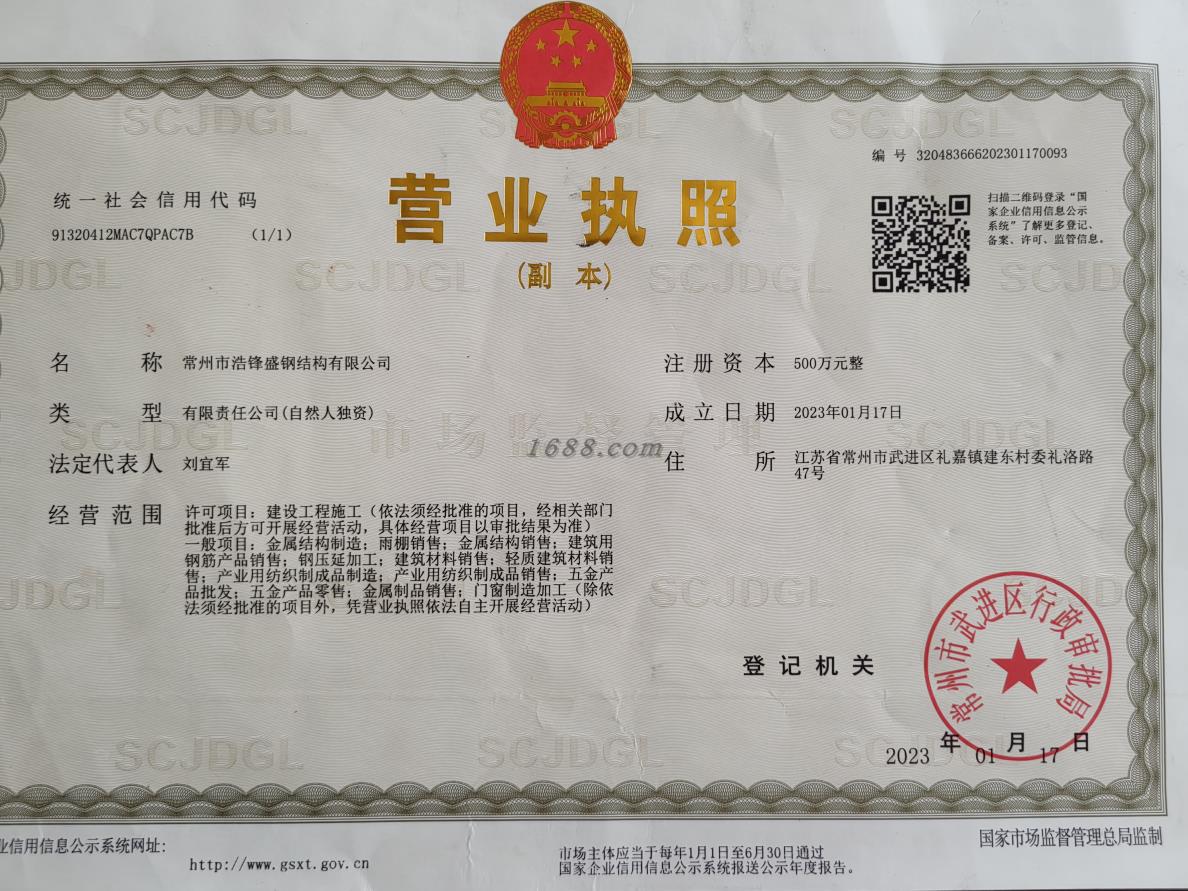 SCJDGL SCJDGL SCJDGL
编号 320483666202301170093
统一社会信用代码
91320412MAC7QPAC7B （1/1）
营业执照
（副 本）
扫描二维码登录“国
家企业信用信息公示
系统”了解更多登记、
备案、许可、监管信息。
JDGL SCJDGL SCJDGL SCJD
名 称 常州市浩锋盛钢结构有限公司
类 型 有限责任公司(自然人独资)
法定代表人 刘宜军
经营范围 许可项目：建设工程施工（依法须经批准的项目，经相关部门
批准后方可开展经营活动，具体经营项目以审批结果为准）
一般项目：金属结构制造；雨棚销售；金属结构销售；建筑用
钢筋产品销售；钢压延加工；建筑材料销售；轻质建筑材料销
售；产业用纺织制成品制造；产业用纺织制成品销售；五金产
品批发；五金产品零售；金属制品销售；门窗制造加工（除依
法须经批准的项目外，凭营业执照依法自主开展经营活动）
注册资本 500万元整
成立日期 2023年01月17日
住 所 江苏省常州市武进区礼嘉镇建东村委礼洛路
47号
SCJDGL 市场监督管理 SCJDGL
1688.com
JDGL SCJDGL SCJDGL
登记机关
常州市武进区行政审批局
2023 年 01 月 17 日
SCJDGL SCJDGL SCJDGL
业信用信息公示系统网址：
http://www.gsxt.gov.cn
市场主体应当于每年1月1日至6月30日通过
国家企业信用信息公示系统报送公示年度报告。
国家市场监督管理总局监制